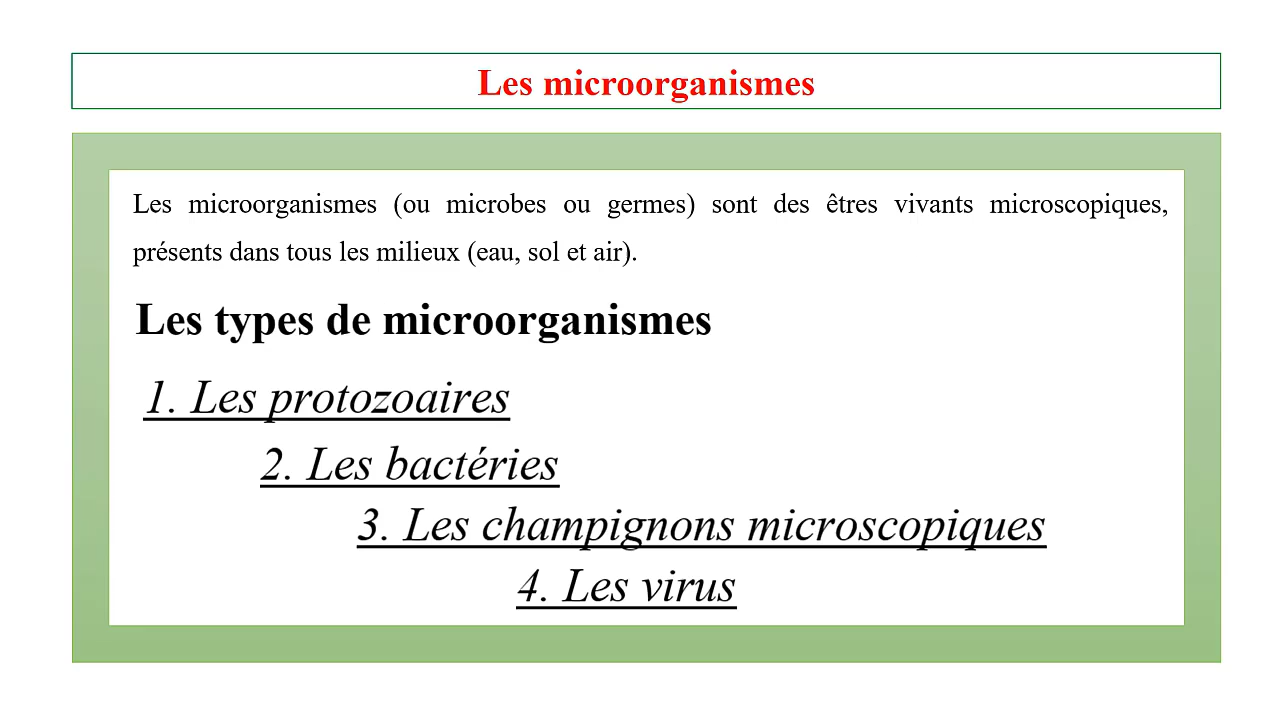 Les microorganismes
Les microorganismes (ou microbes ou germes) sont des êtres vivants microscopiques,
présents dans tous les milieux (eau, sol et air).
Les types de microorganismes
1. Les protozoaires
2. Les bactéries
3. Les champignons microscopiques
4. Les virus